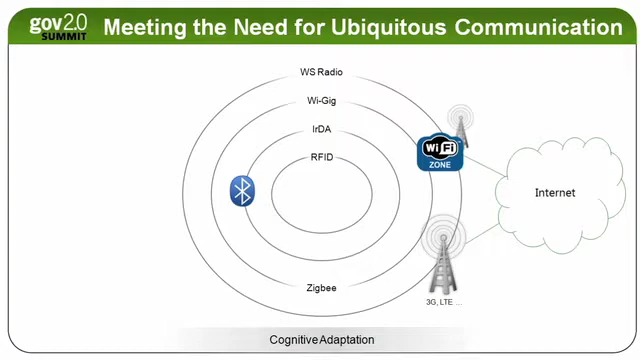 gov2.0
SUMMIT
Meeting the Need for Ubiquitous Communication
WS Radio
Wi-Gig
IrDA
RFID
WiFi
ZONE
Internet
Zigbee
3G, LTE ...
Cognitive Adaptation